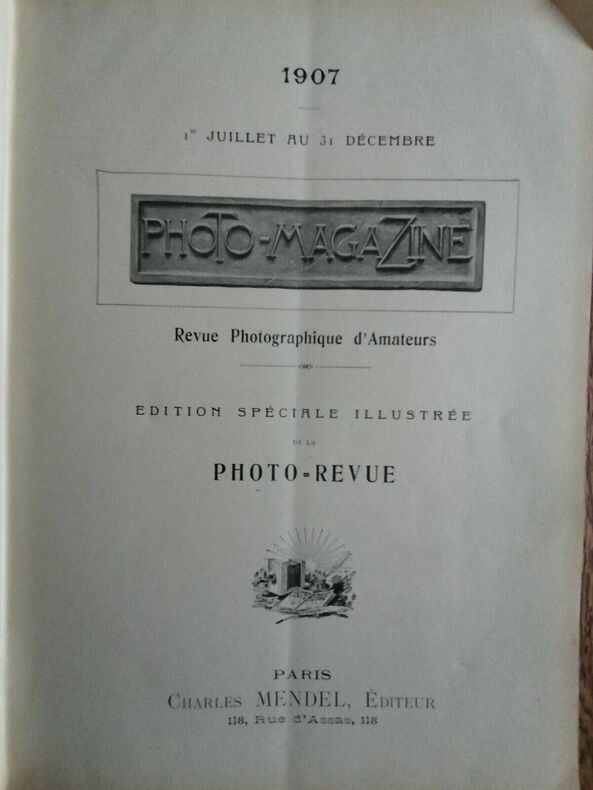 1907
1er JUILLET AU 31 DÉCEMBRE
PHOTO-MAGAZINE
Revue Photographique d'Amateurs
EDITION SPÉCIALE ILLUSTRÉE
DE LA
PHOTO-REVUE
PARIS
CHARLES MENDEL, ÉDITEUR
118, Rue d'Assas, 118